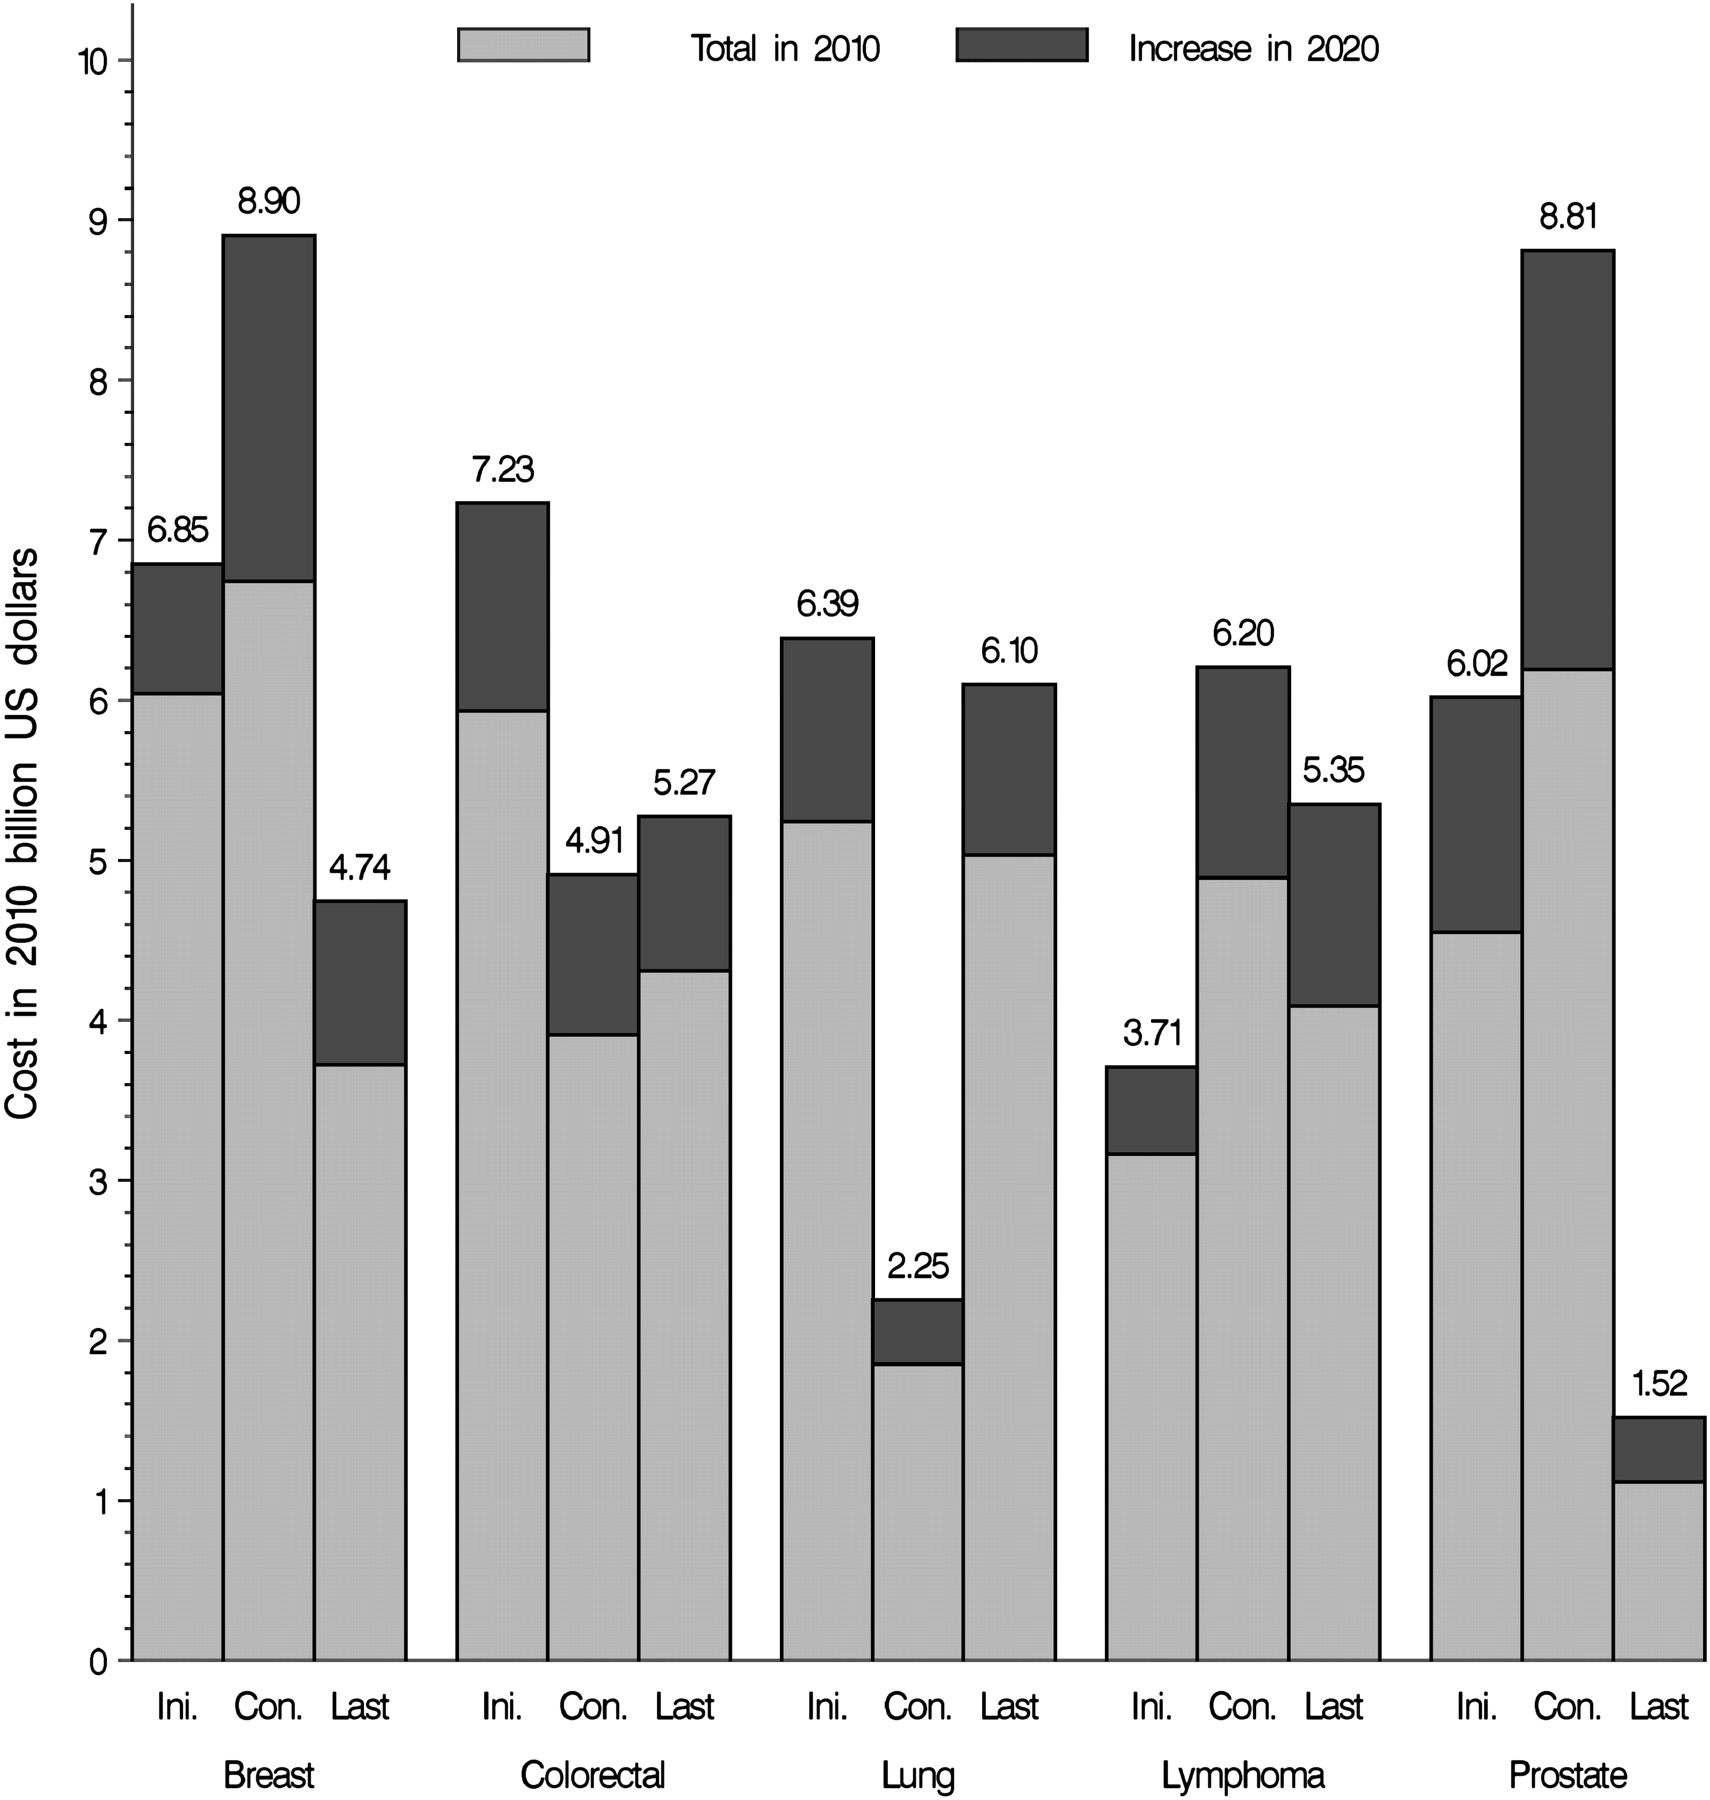 Total in 2010 Increase in 2020
10
9
8
7
6
5
4
3
2
1
0
Cost in 2010 billion US dollars
6.85 8.90 4.74
7.23 4.91 5.27
6.39 2.25 6.10
3.71 6.20 5.35
6.02 8.81 1.52
Ini. Con. Last Ini. Con. Last Ini. Con. Last Ini. Con. Last Ini. Con. Last
Breast Colorectal Lung Lymphoma Prostate